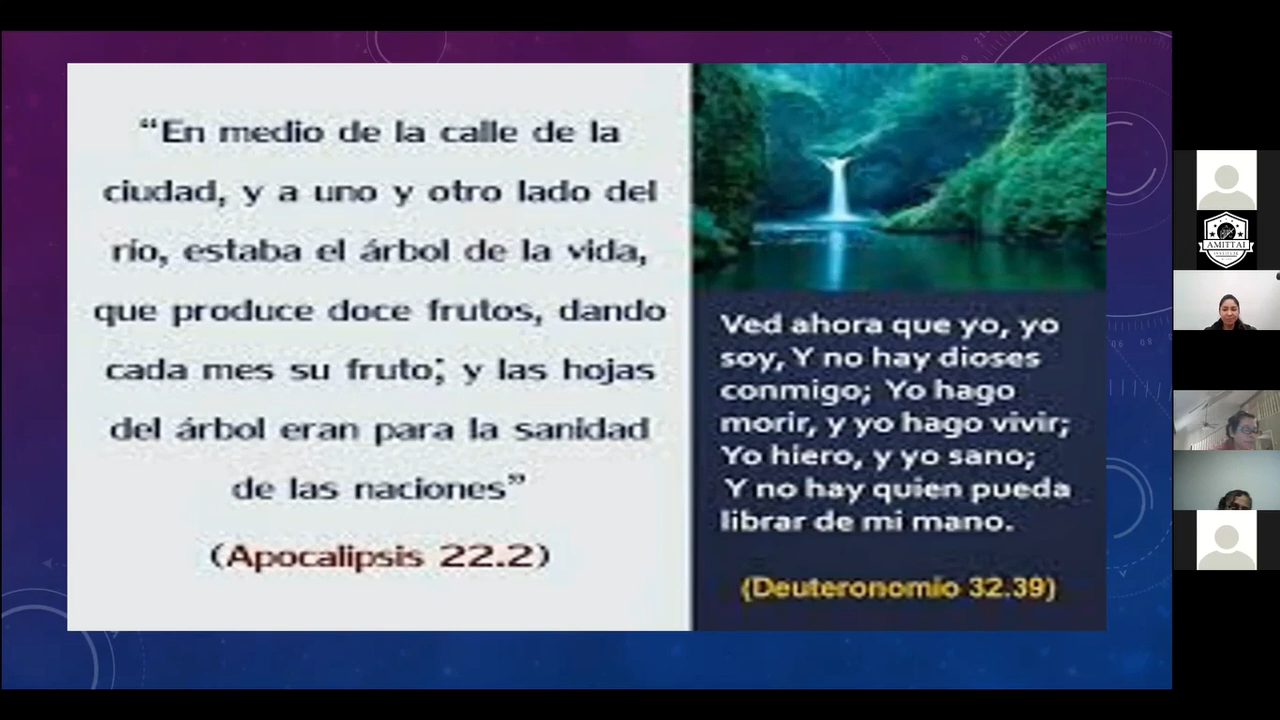 “En medio de la calle de la
ciudad, y a uno y otro lado del
río, estaba el árbol de la vida,
que produce doce frutos, dando
cada mes su fruto; y las hojas
del árbol eran para la sanidad
de las naciones”
(Apocalipsis 22.2)
Ved ahora que yo, yo
soy, Y no hay dioses
conmigo; Yo hago
morir, y yo hago vivir;
Yo hiero, y yo sano;
Y no hay quien pueda
librar de mi mano.
(Deuteronomio 32.39)
AMITTAI